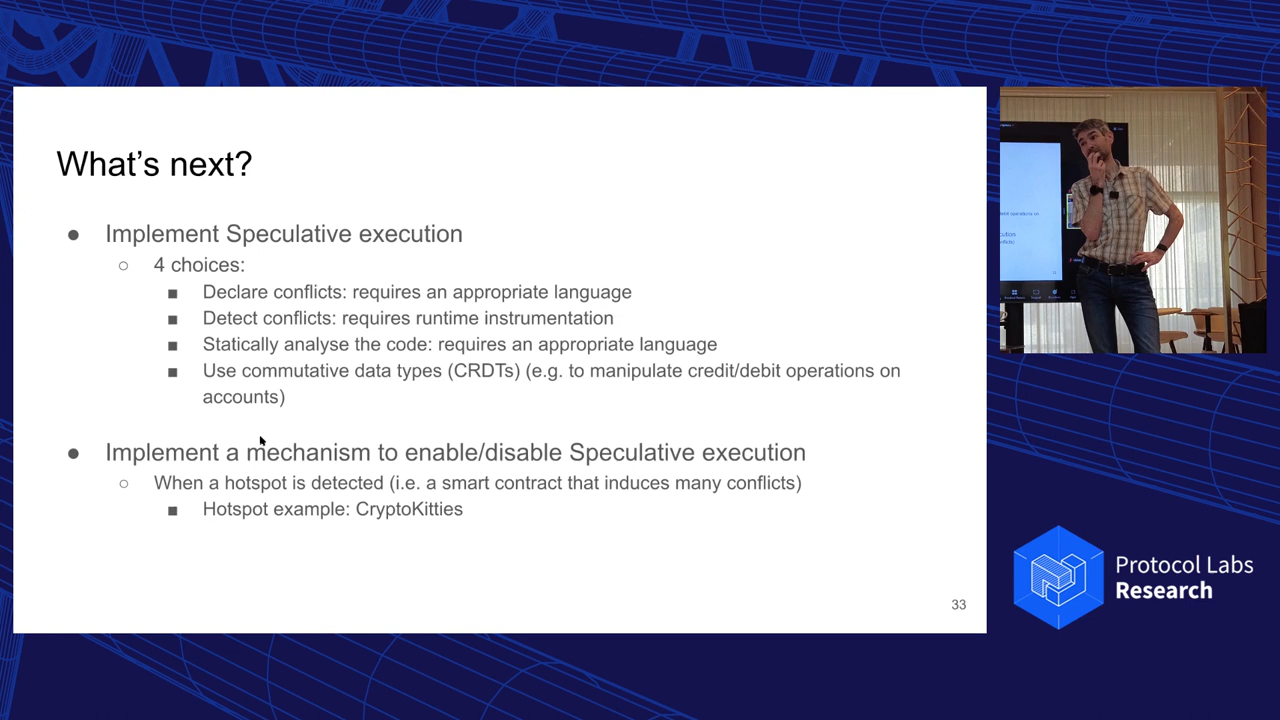 What's next?
● Implement Speculative execution
○ 4 choices:
■ Declare conflicts: requires an appropriate language
■ Detect conflicts: requires runtime instrumentation
■ Statically analyse the code: requires an appropriate language
■ Use commutative data types (CRDTs) (e.g. to manipulate credit/debit operations on
accounts)
● Implement a mechanism to enable/disable Speculative execution
○ When a hotspot is detected (i.e. a smart contract that induces many conflicts)
■ Hotspot example: CryptoKitties
33
Protocol Labs
Research